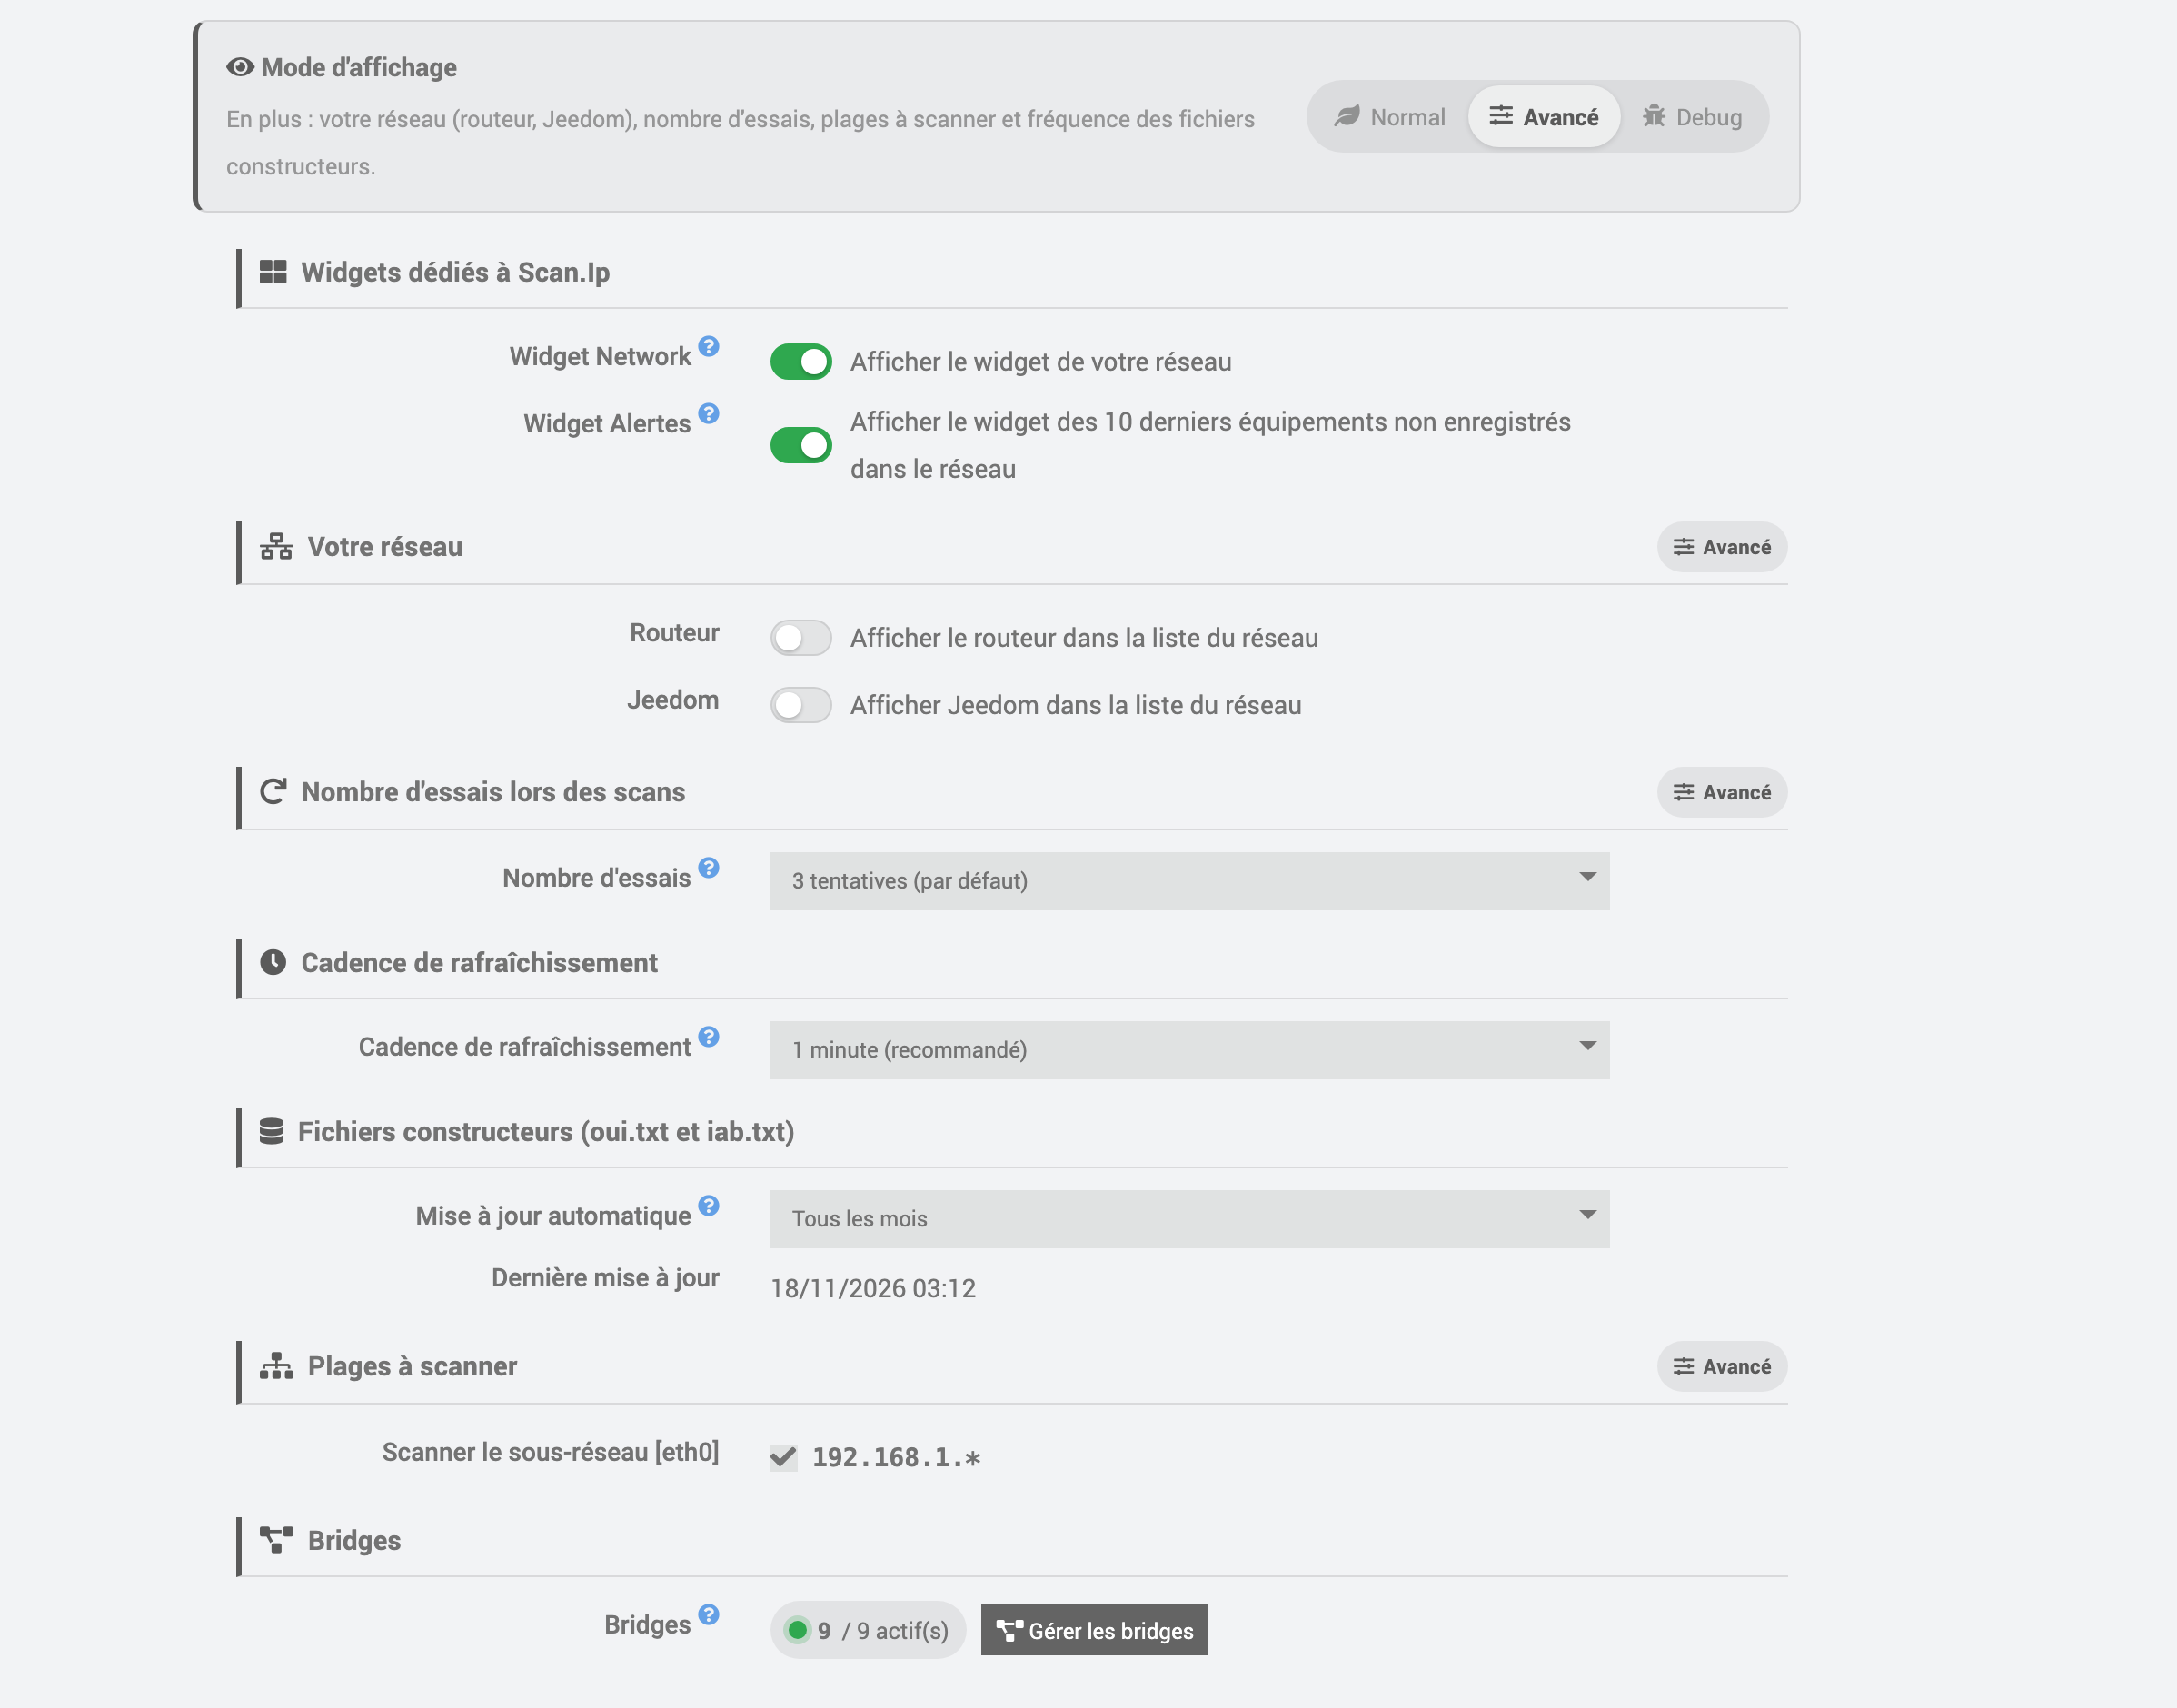 Mode d'affichage
En plus : votre réseau (routeur, Jeedom), nombre d'essais, plages à scanner et fréquence des fichiers
constructeurs.
Normal
Avancé
Debug
Widgets dédiés à Scan.Ip
Widget Network ?
Afficher le widget de votre réseau
Widget Alertes ?
Afficher le widget des 10 derniers équipements non enregistrés
dans le réseau
Votre réseau
Avancé
Routeur
Afficher le routeur dans la liste du réseau
Jeedom
Afficher Jeedom dans la liste du réseau
Nombre d'essais lors des scans
Avancé
Nombre d'essais ?
3 tentatives (par défaut)
Cadence de rafraîchissement
Cadence de rafraîchissement ?
1 minute (recommandé)
Fichiers constructeurs (oui.txt et iab.txt)
Mise à jour automatique ?
Tous les mois
Dernière mise à jour
18/11/2026 03:12
Plages à scanner
Avancé
Scanner le sous-réseau [eth0]
192.168.1.*
Bridges
Bridges ?
9 / 9 actif(s)
Gérer les bridges